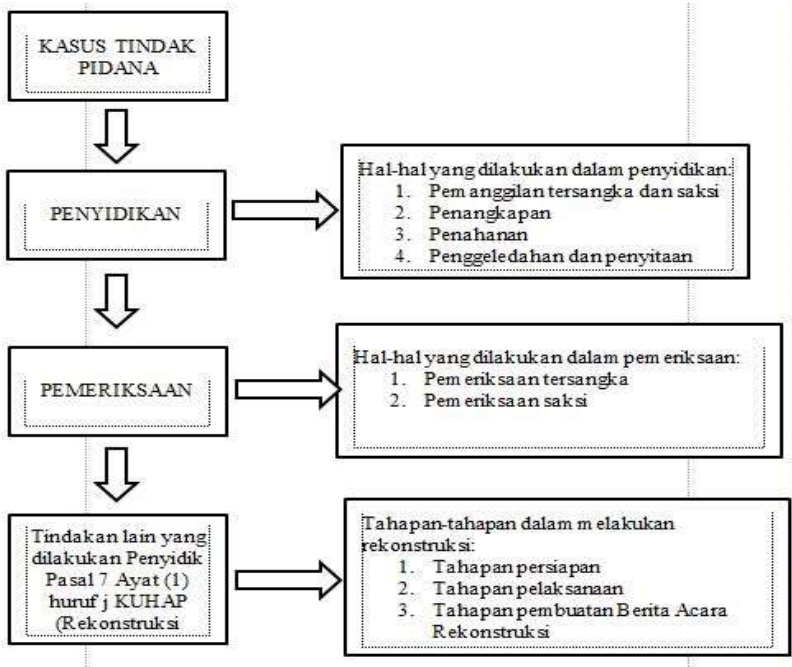 KASUS TINDAK
PIDANA
PENYIDIKAN
Hal-hal yang dilakukan dalam penyidikan:
1. Pemanggilan tersangka dan saksi
2. Penangkapan
3. Penahanan
4. Penggeledahan dan penyitaan
PEMERIKSAAN
Hal-hal yang dilakukan dalam pemeriksaan:
1. Pemeriksaan tersangka
2. Pemeriksaan saksi
Tindakan lain yang
dilakukan Penyidik
Pasal 7 Ayat (1)
huruf j KUHAP
(Rekonstruksi
Tahapan-tahapan dalam melakukan
rekonstruksi:
1. Tahapan persiapan
2. Tahapan pelaksanaan
3. Tahapan pembuatan Berita Acara
Rekonstruksi